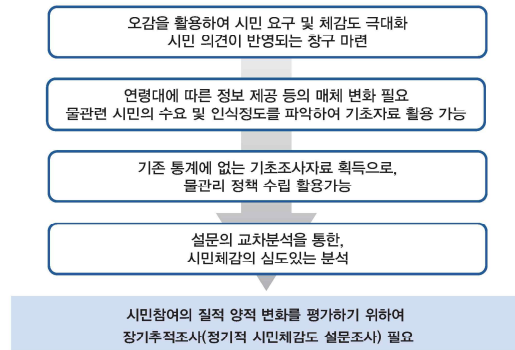 오감을 활용하여 시민 요구 및 체감도 극대화
시민 의견이 반영되는 창구 마련
연령대에 따른 정보 제공 등의 매체 변화 필요
물관련 시민의 수요 및 인식정도를 파악하여 기초자료 활용 가능
기존 통계에 없는 기초조사자료 획득으로,
물관리 정책 수립 활용가능
설문의 교차분석을 통한,
시민체감의 심도있는 분석
시민참여의 질적 양적 변화를 평가하기 위하여
장기추적조사(정기적 시민체감도 설문조사) 필요